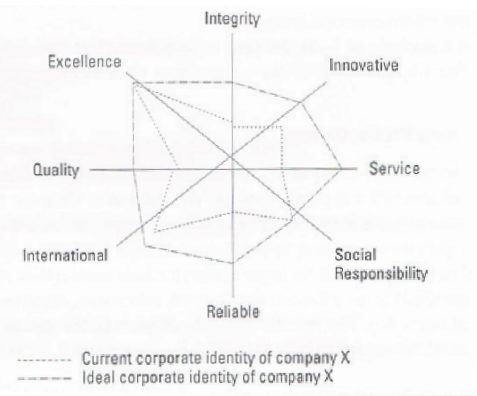 Integrity
Excellence
Innovative
Quality
Service
International
Social
Responsibility
Reliable
Current corporate identity of company X
Ideal corporate identity of company X